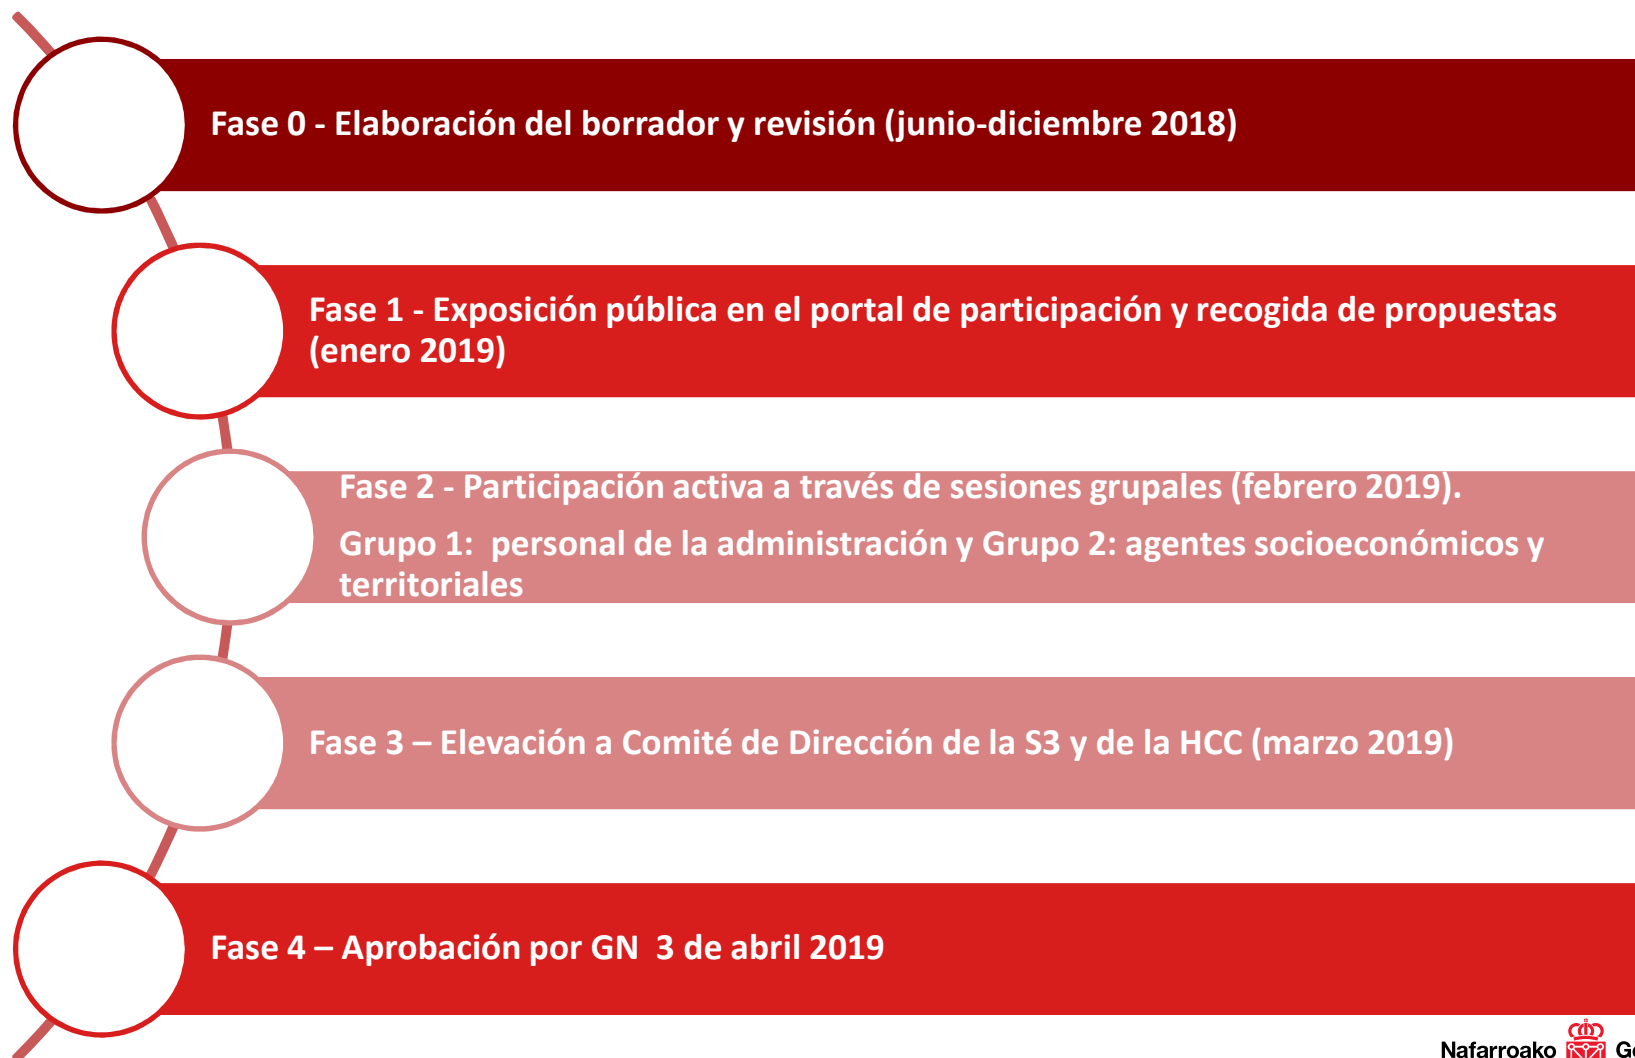 Fase 0 - Elaboración del borrador y revisión (junio-diciembre 2018)
Fase 1 - Exposición pública en el portal de participación y recogida de propuestas
(enero 2019)
Fase 2 - Participación activa a través de sesiones grupales (febrero 2019).
Grupo 1:  personal de la administración y Grupo 2: agentes socioeconómicos y
territoriales
Fase 3 – Elevación a Comité de Dirección de la S3 y de la HCC (marzo 2019)
Fase 4 – Aprobación por GN  3 de abril 2019
Nafarroako